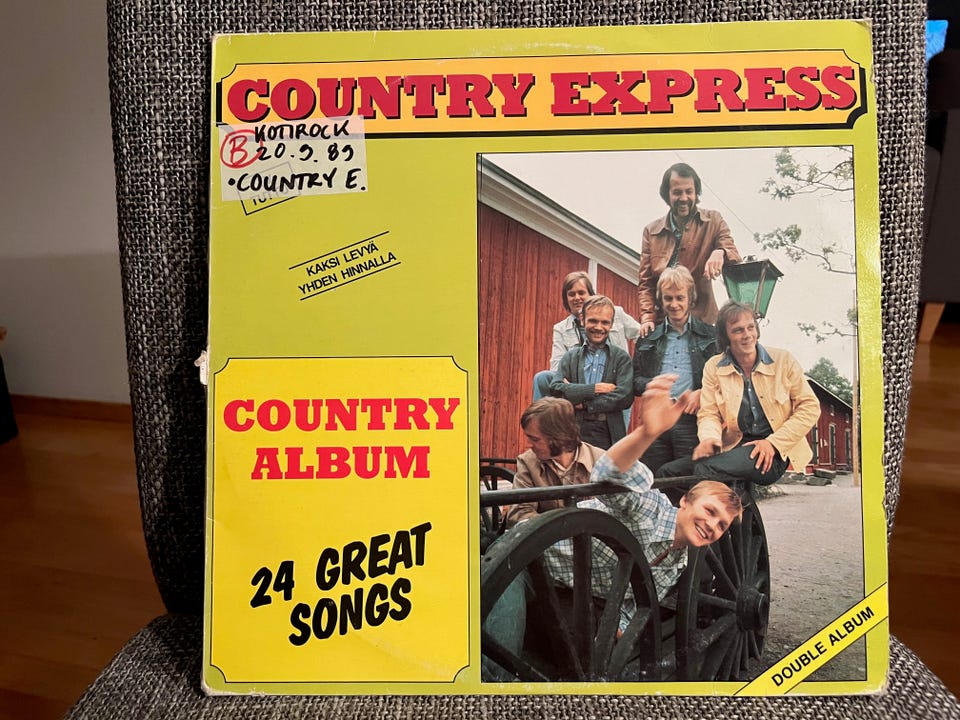 COUNTRY EXPRESS
KOTIROCK
B 20.9.89
•COUNTRY E.
KAKSI LEVYÄ
YHDEN HINNALLA
COUNTRY
ALBUM
24 GREAT
SONGS
DOUBLE ALBUM